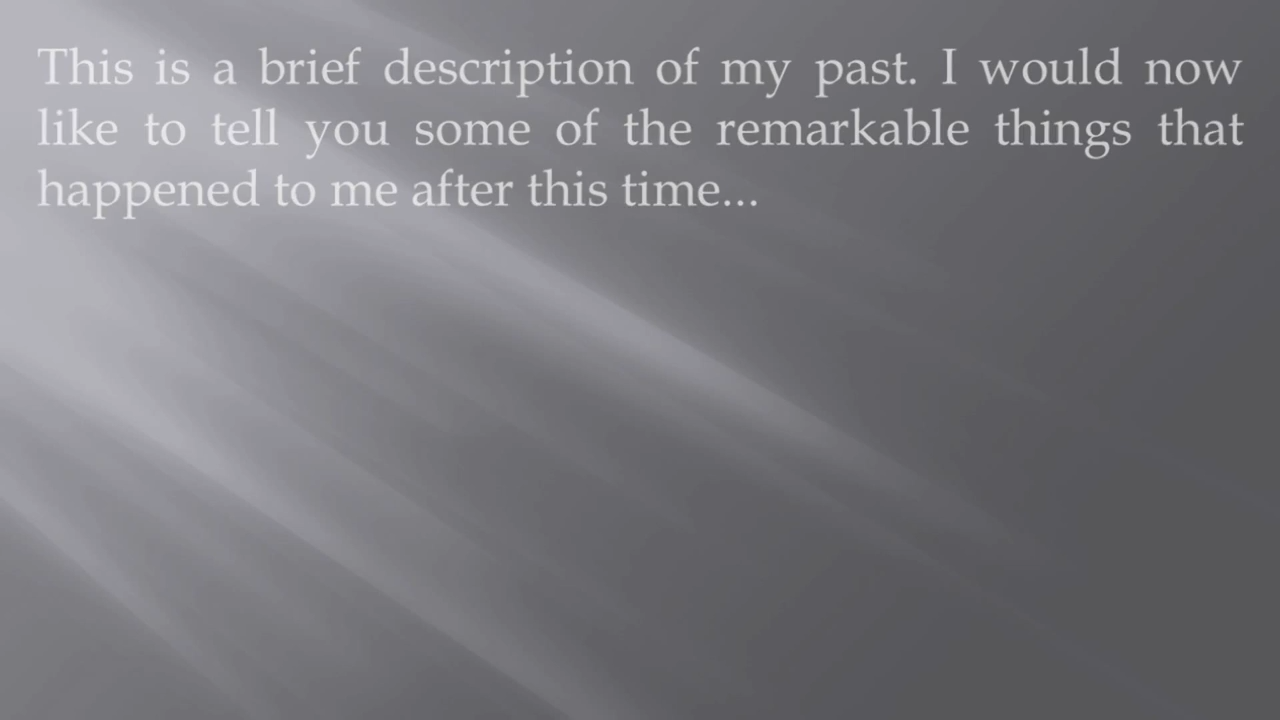 This is a brief description of my past. I would now
like to tell you some of the remarkable things that
happened to me after this time...